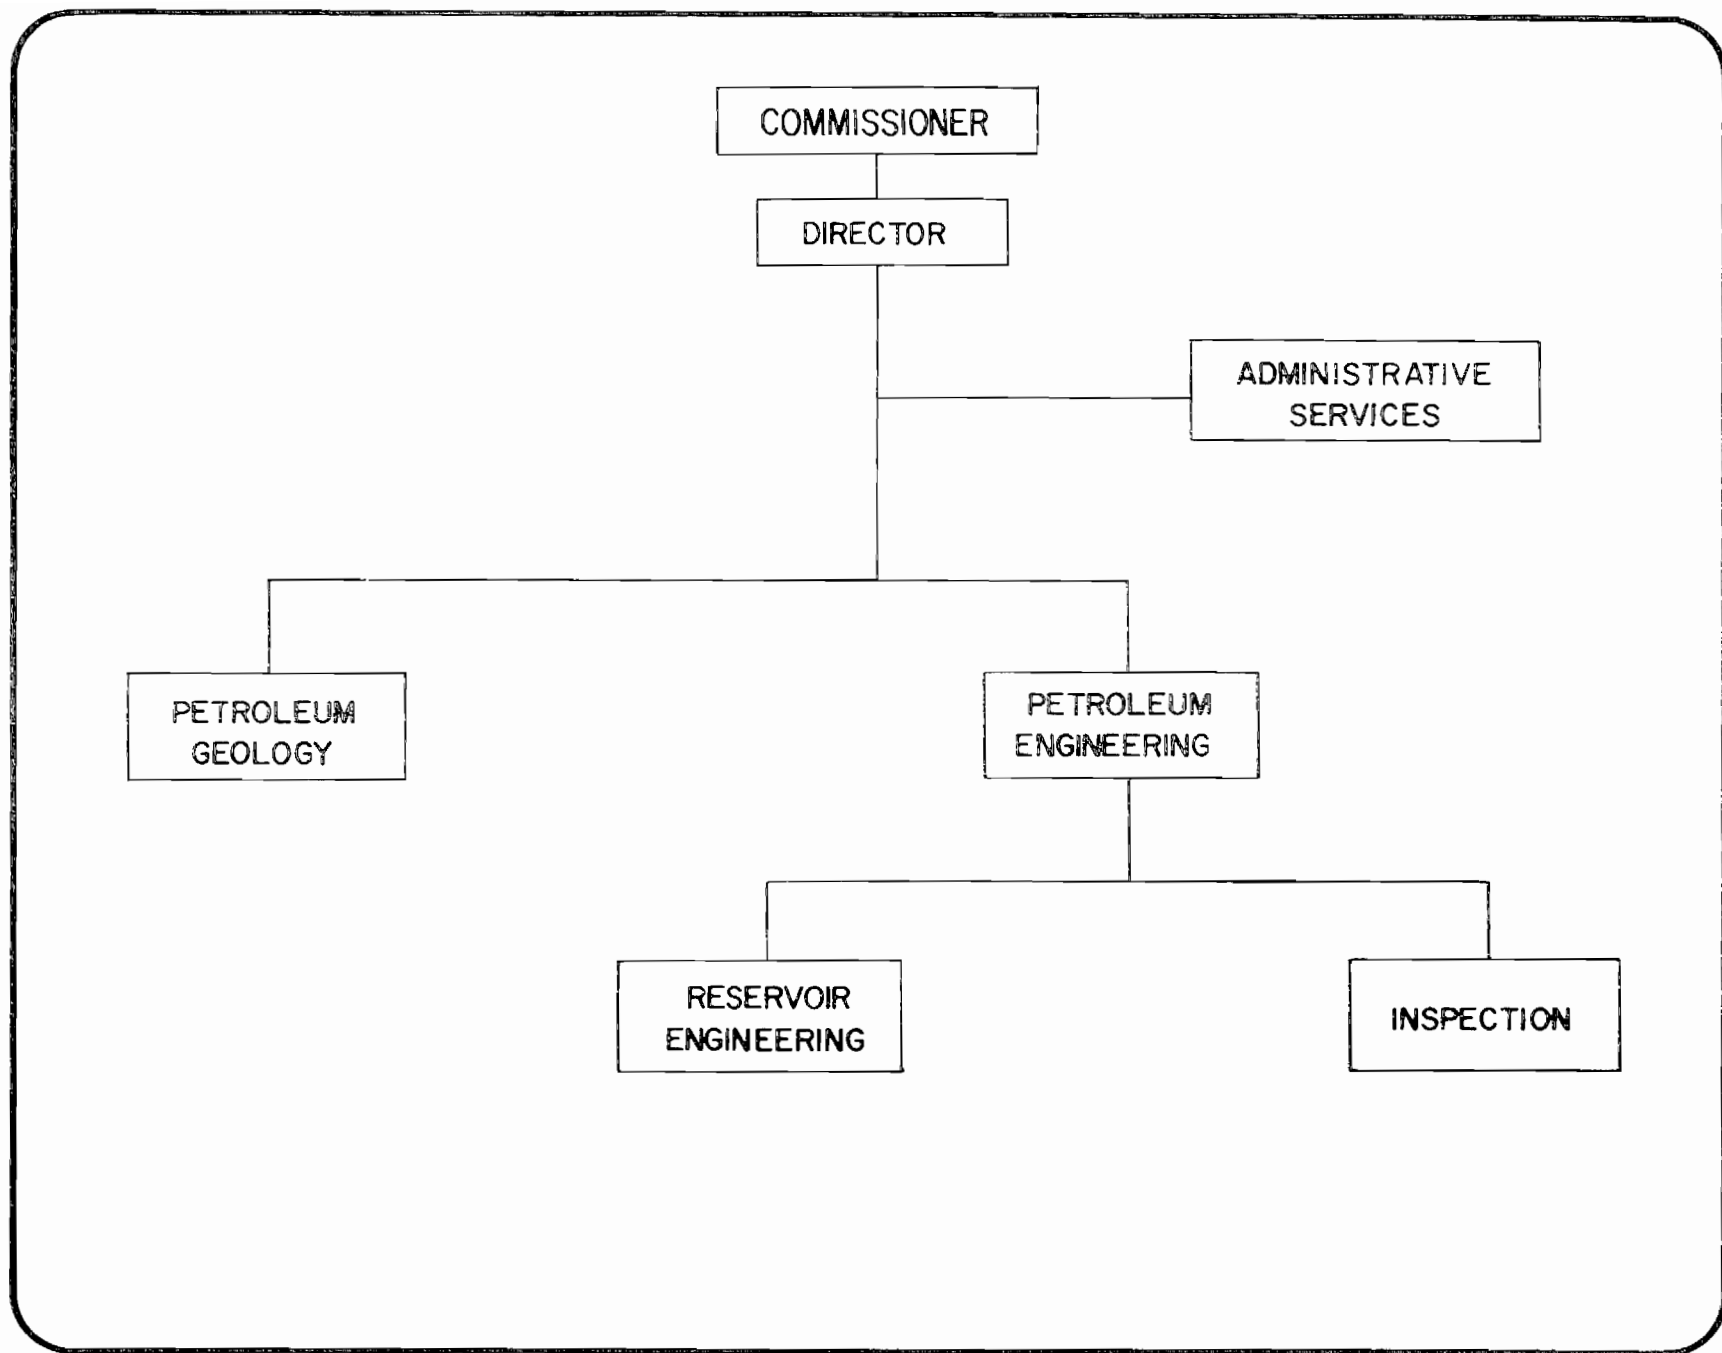 COMMISSIONER
DIRECTOR
ADMINISTRATIVE
SERVICES
PETROLEUM
GEOLOGY
PETROLEUM
ENGINEERING
RESERVOIR
ENGINEERING
INSPECTION